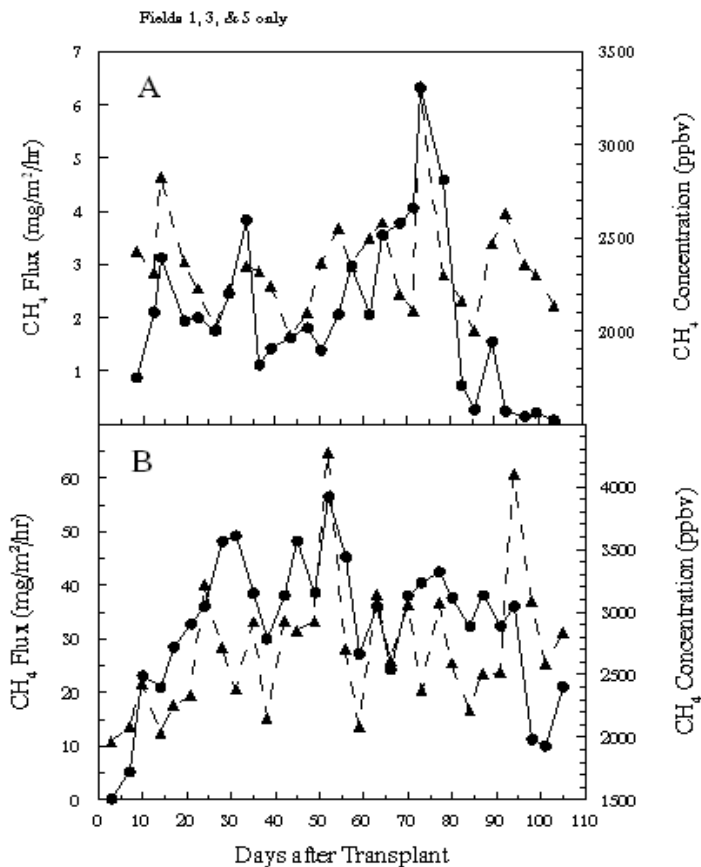 Fields 1, 3, & 5 only
A
CH4 Flux (mg/m²/hr)
7
6
5
4
3
2
1
3500
3000
2500
2000
CH4 Concentration (ppbv)
B
CH4 Flux (mg/m²/hr)
60
50
40
30
20
10
0
4000
3500
3000
2500
2000
1500
CH4 Concentration (ppbv)
0 10 20 30 40 50 60 70 80 90 100 110
Days after Transplant